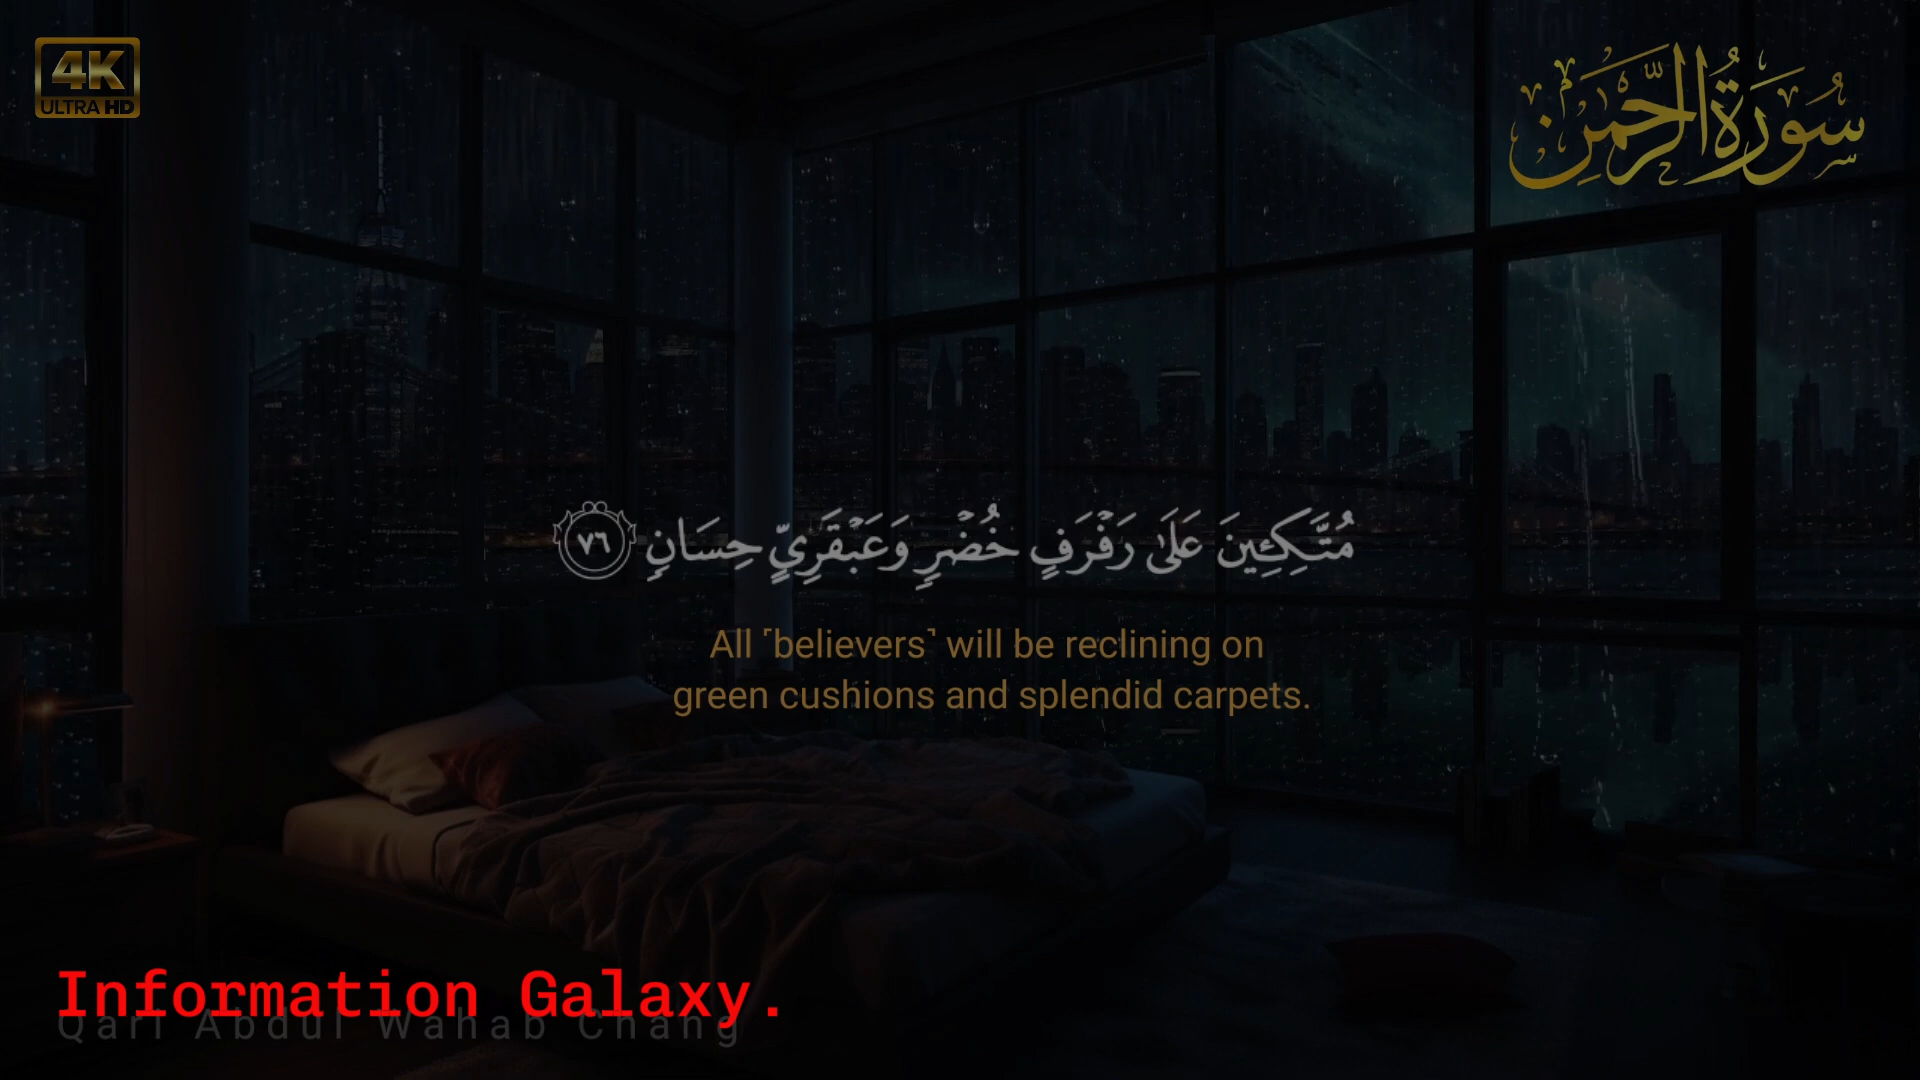 4K
ULTRA HD
سُورَةُ الرَّحْمَٰنِ
مُتَّكِئِينَ عَلَىٰ رَفْرَفٍ خُضْرٍ وَعَبْقَرِيٍّ حِسَانٍ ٧٦
All ˹believers˺ will be reclining on
green cushions and splendid carpets.
Information Galaxy.
Qari Abdul Wahab Chang